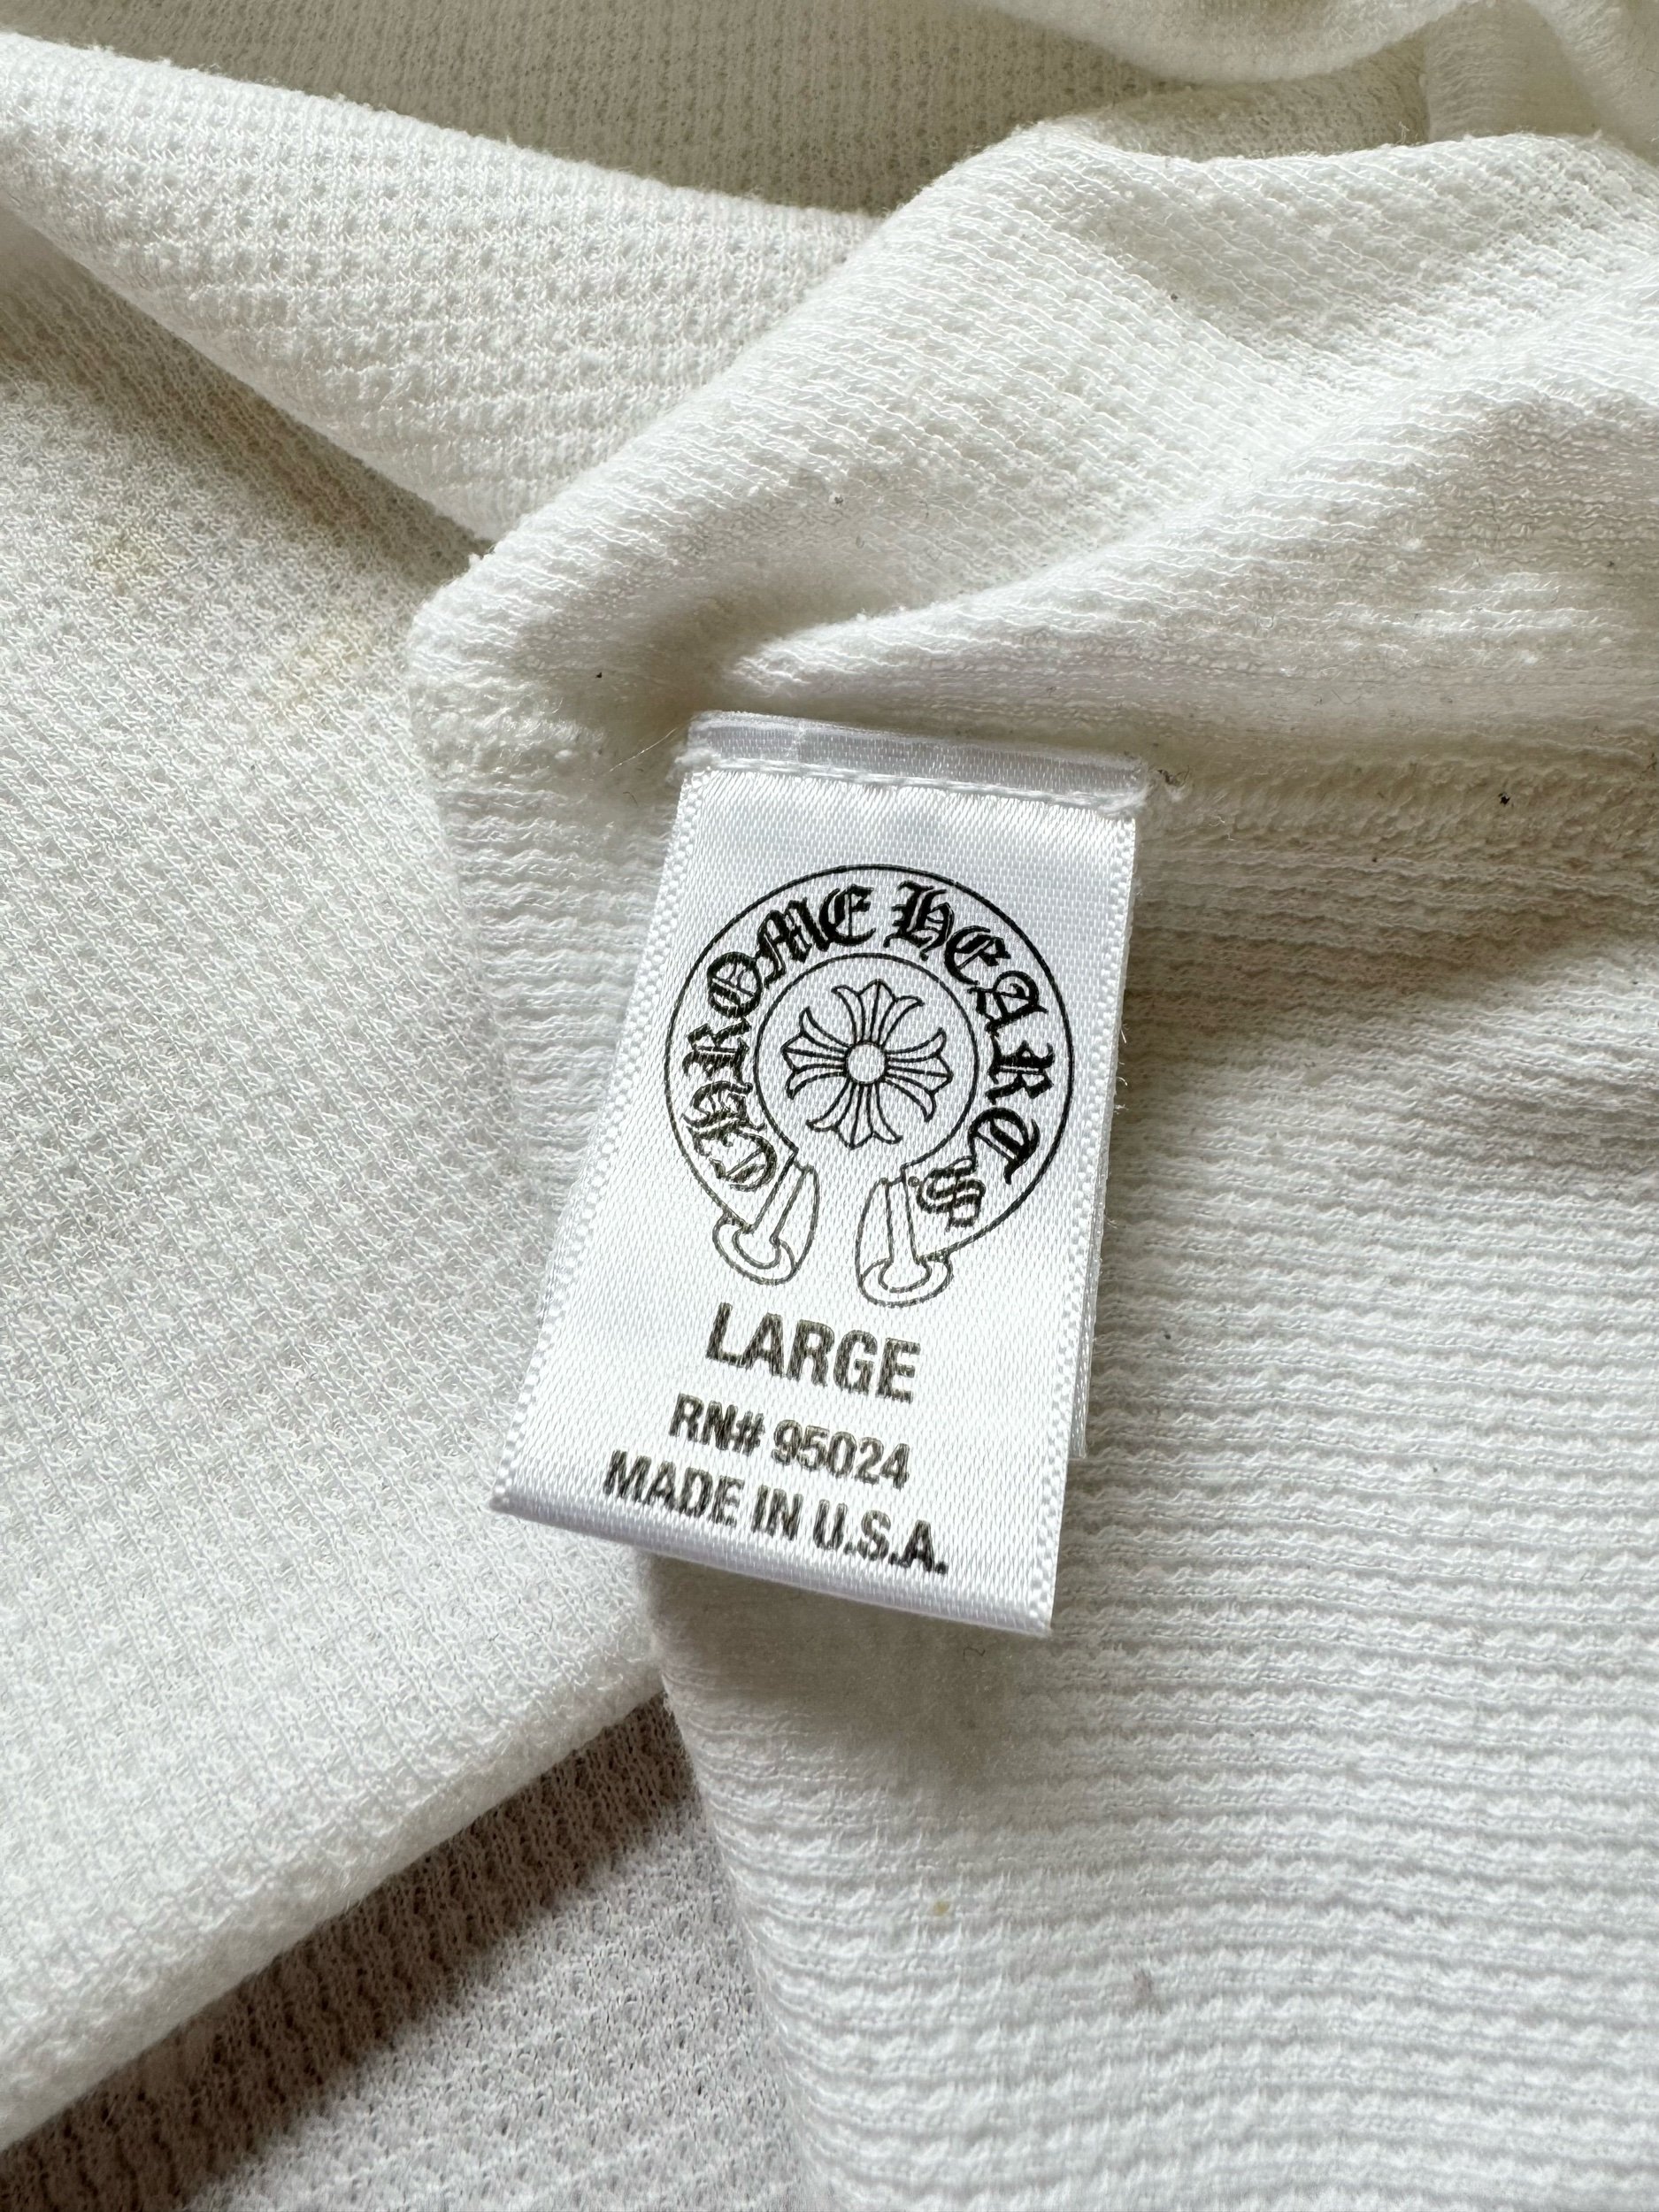 CHROME HEARTS
LARGE
RN# 95024
MADE IN U.S.A.